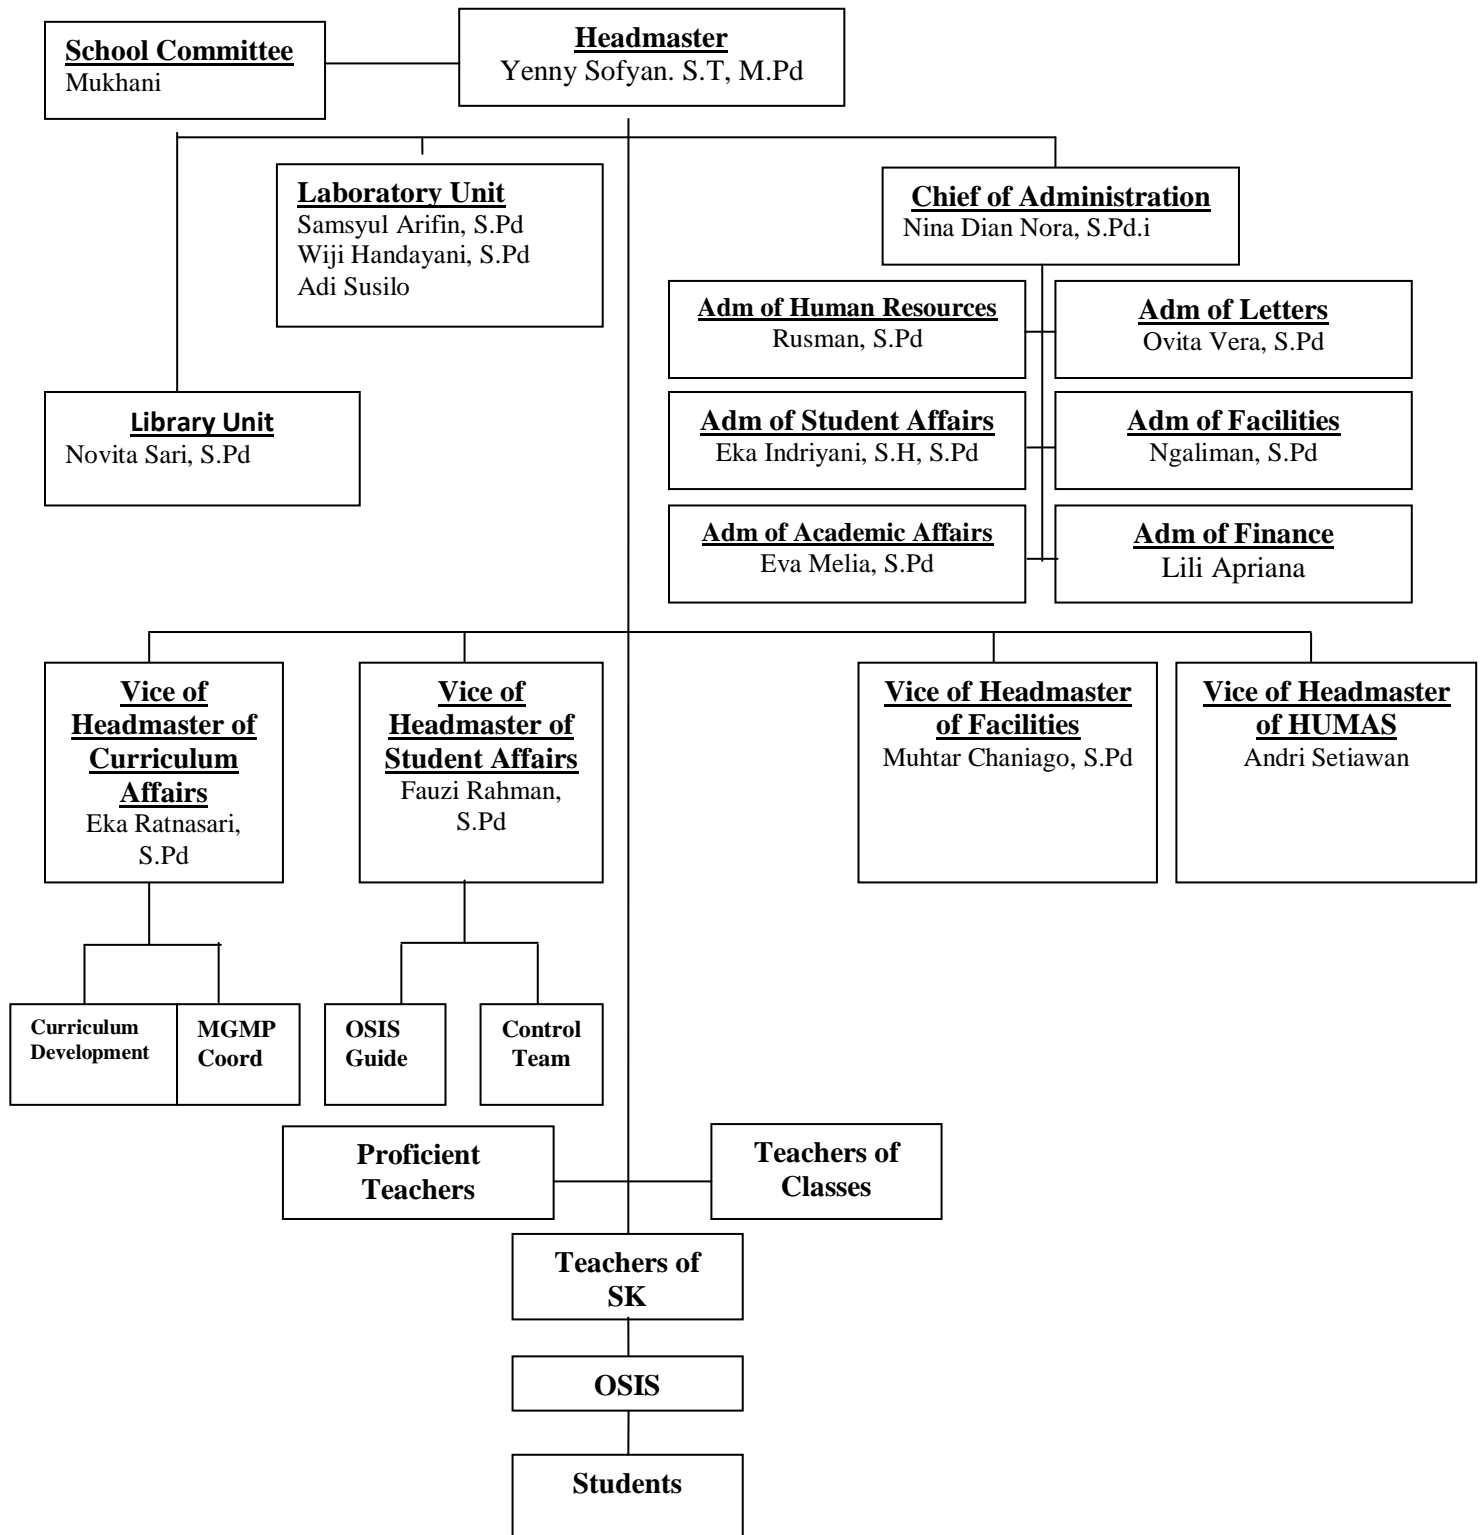 School Committee
Mukhani
Headmaster
Yenny Sofyan. S.T, M.Pd
Laboratory Unit
Samsyul Arifin, S.Pd
Wiji Handayani, S.Pd
Adi Susilo
Chief of Administration
Nina Dian Nora, S.Pd.i
Adm of Human Resources
Rusman, S.Pd
Adm of Letters
Ovita Vera, S.Pd
Library Unit
Novita Sari, S.Pd
Adm of Student Affairs
Eka Indriyani, S.H, S.Pd
Adm of Facilities
Ngaliman, S.Pd
Adm of Academic Affairs
Eva Melia, S.Pd
Adm of Finance
Lili Apriana
Vice of
Headmaster of
Curriculum
Affairs
Eka Ratnasari,
S.Pd
Vice of
Headmaster of
Student Affairs
Fauzi Rahman,
S.Pd
Vice of Headmaster
of Facilities
Muhtar Chaniago, S.Pd
Vice of Headmaster
of HUMAS
Andri Setiawan
Curriculum
Development
MGMP
Coord
OSIS
Guide
Control
Team
Proficient
Teachers
Teachers of
Classes
Teachers of
SK
OSIS
Students